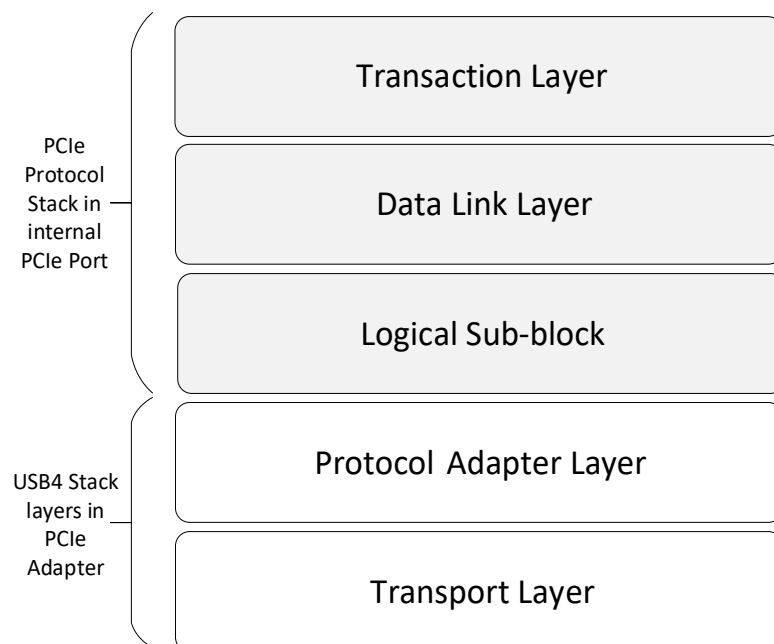 Transaction Layer
PCIe
Protocol
Stack in
internal
PCIe Port
Data Link Layer
Logical Sub-block
Protocol Adapter Layer
USB4 Stack
layers in
PCIe
Adapter
Transport Layer